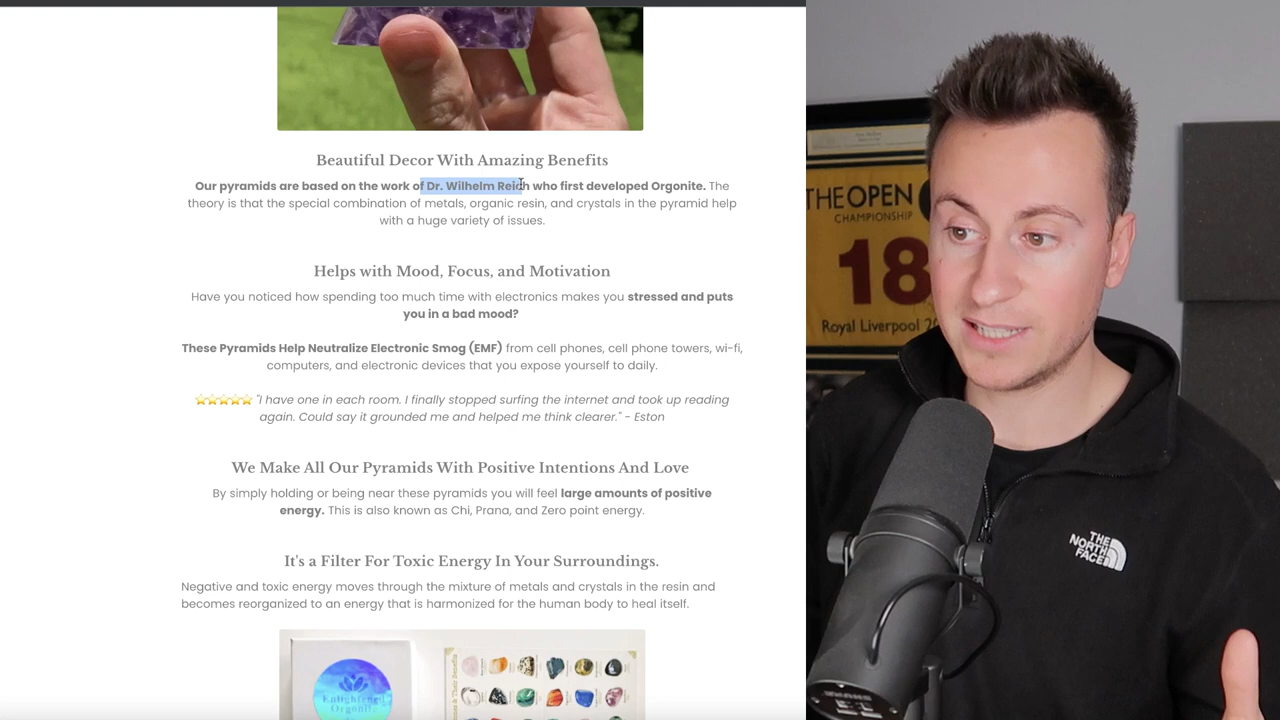 Beautiful Decor With Amazing Benefits
Our pyramids are based on the work of Dr. Wilhelm Reich who first developed Orgonite. The
theory is that the special combination of metals, organic resin, and crystals in the pyramid help
with a huge variety of issues.
Helps with Mood, Focus, and Motivation
Have you noticed how spending too much time with electronics makes you stressed and puts
you in a bad mood?
These Pyramids Help Neutralize Electronic Smog (EMF) from cell phones, cell phone towers, wi-fi,
computers, and electronic devices that you expose yourself to daily.
⭐⭐⭐⭐⭐ "I have one in each room. I finally stopped surfing the internet and took up reading
again. Could say it grounded me and helped me think clearer." - Eston
We Make All Our Pyramids With Positive Intentions And Love
By simply holding or being near these pyramids you will feel large amounts of positive
energy. This is also known as Chi, Prana, and Zero point energy.
It's a Filter For Toxic Energy In Your Surroundings.
Negative and toxic energy moves through the mixture of metals and crystals in the resin and
becomes reorganized to an energy that is harmonized for the human body to heal itself.
Enlightened
Orgonite
THE OPEN
CHAMPIONSHIP
18
Royal Liverpool
THE
NORTH
FACE